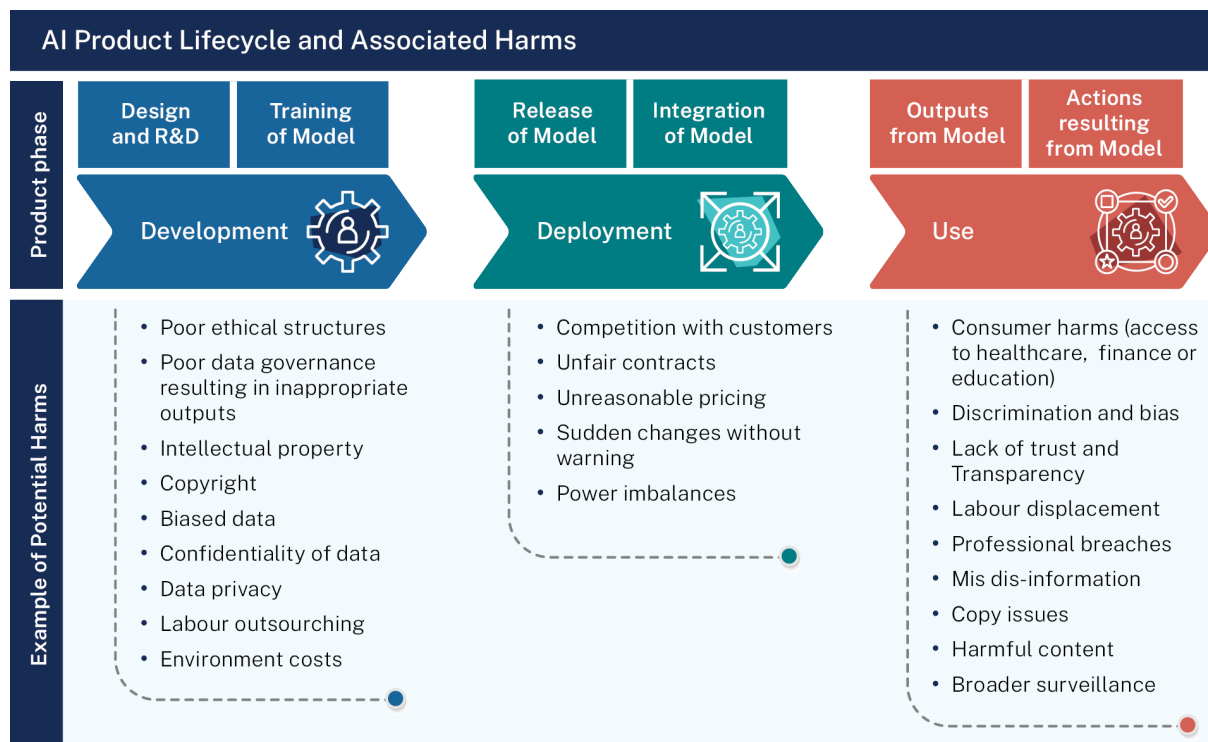 AI Product Lifecycle and Associated Harms
Product phase
Design
and R&D
Training
of Model
Release
of Model
Integration
of Model
Outputs
from Model
Actions
resulting
from Model
Development
Deployment
Use
Example of Potential Harms
• Poor ethical structures
• Poor data governance
resulting in inappropriate
outputs
• Intellectual property
• Copyright
• Biased data
• Confidentiality of data
• Data privacy
• Labour outsourching
• Environment costs
• Competition with customers
• Unfair contracts
• Unreasonable pricing
• Sudden changes without
warning
• Power imbalances
• Consumer harms (access
to healthcare, finance or
education)
• Discrimination and bias
• Lack of trust and
Transparency
• Labour displacement
• Professional breaches
• Mis dis-information
• Copy issues
• Harmful content
• Broader surveillance